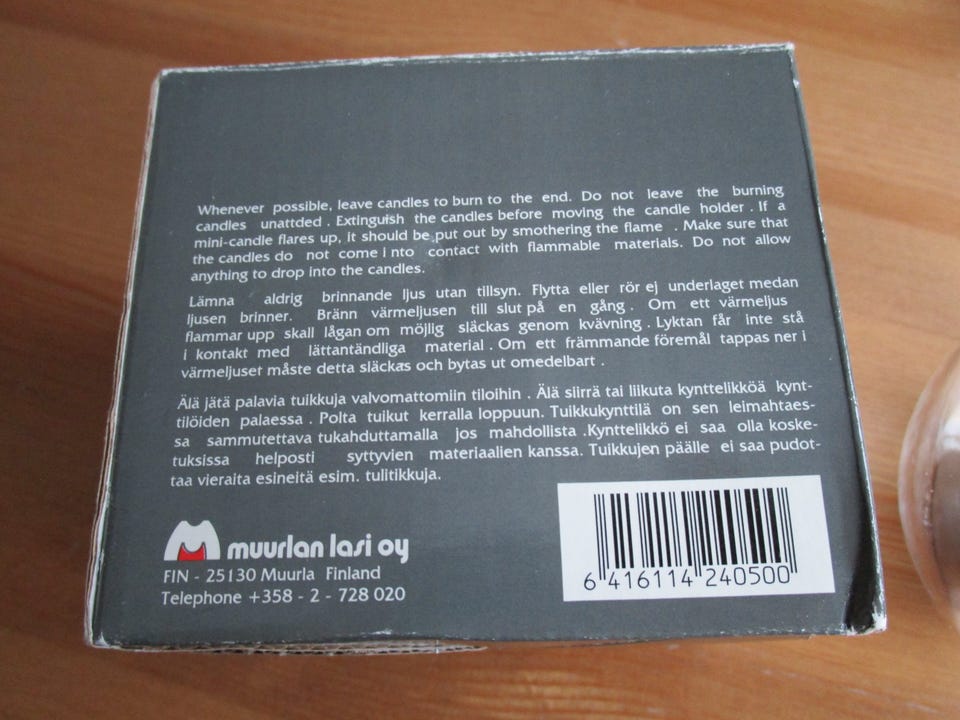 Whenever possible, leave candles to burn to the end. Do not leave the burning
candles unattded . Extinguish the candles before moving the candle holder . If a
mini-candle flares up, it should be put out by smothering the flame . Make sure that
the candles do not come i nto contact with flammable materials. Do not allow
anything to drop into the candles.
Lämna aldrig brinnande ljus utan tillsyn. Flytta eller rör ej underlaget medan
ljusen brinner. Bränn värmeljusen till slut på en gång . Om ett värmeljus
flammar upp skall lågan om möjlig släckas genom kvävning . Lyktan får inte stå
i kontakt med lättantändliga material . Om ett främmande föremål tappas ner i
värmeljuset måste detta släckas och bytas ut omedelbart .
Älä jätä palavia tuikkuja valvomattomiin tiloihin . Älä siirrä tai liikuta kynttelikköä kynt-
tilöiden palaessa . Polta tuikut kerralla loppuun. Tuikkukynttilä on sen leimahtaes-
sa sammutettava tukahduttamalla jos mahdollista .Kynttelikkö ei saa olla koske-
tuksissa helposti syttyvien materiaalien kanssa. Tuikkujen päälle ei saa pudot-
taa vieraita esineitä esim. tulitikkuja.
muurlan lasi oy
FIN - 25130 Muurla Finland
Telephone +358 - 2 - 728 020
6 416114 240500